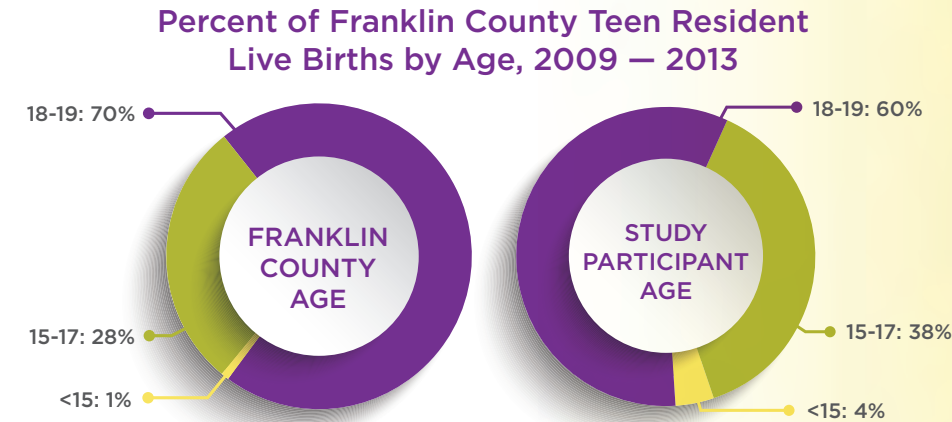 Percent of Franklin County Teen Resident
Live Births by Age, 2009 — 2013
18-19: 70%
FRANKLIN
COUNTY
AGE
15-17: 28%
<15: 1%
18-19: 60%
STUDY
PARTICIPANT
AGE
15-17: 38%
<15: 4%